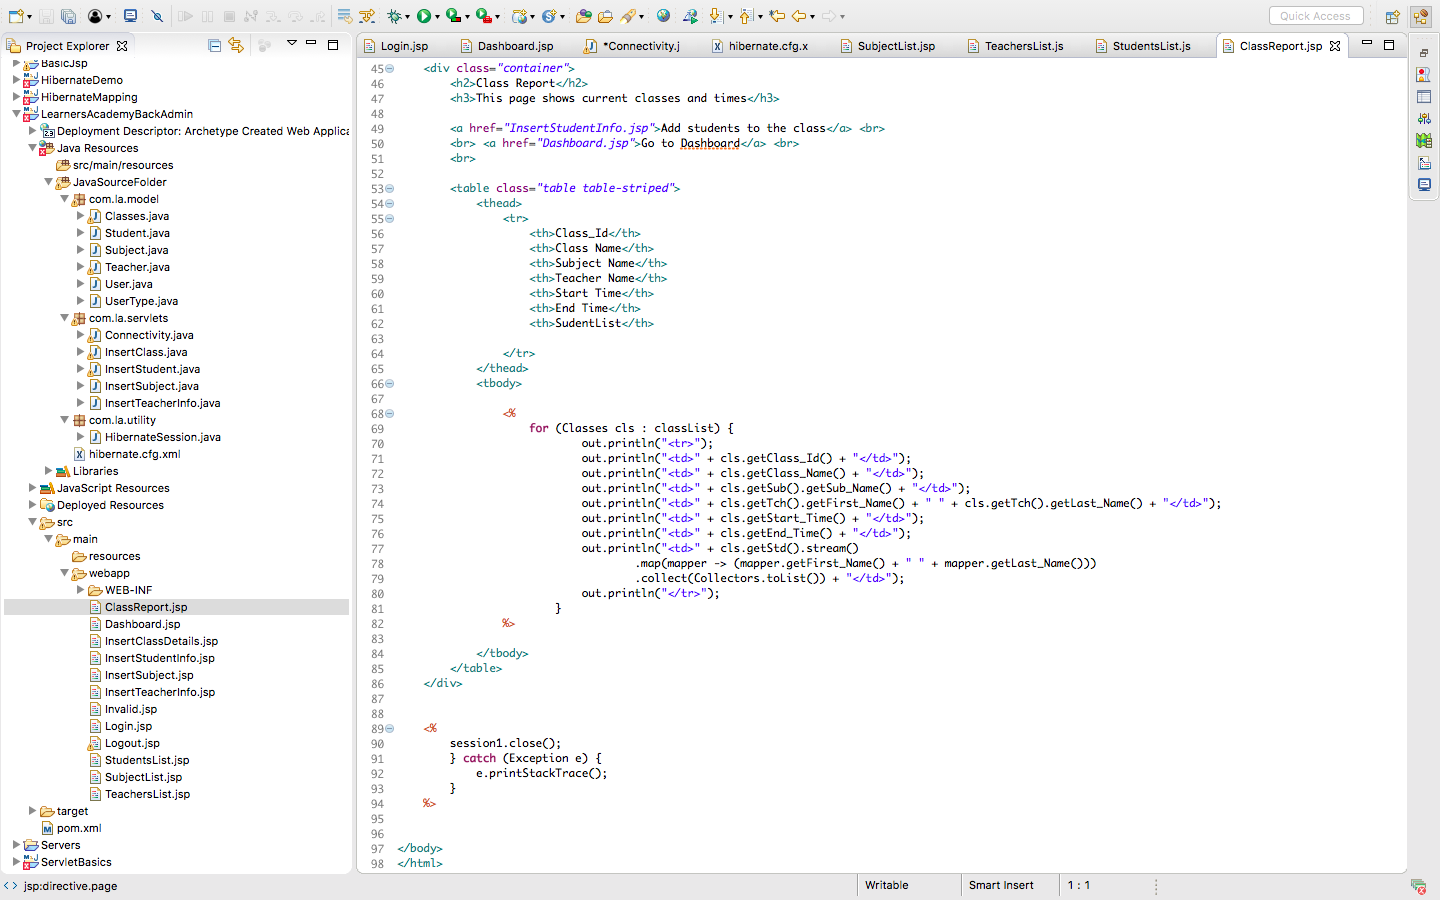 Quick Access
Project Explorer
BasicJsp
HibernateDemo
HibernateMapping
LearnersAcademyBackAdmin
Deployment Descriptor: Archetype Created Web Applica
Java Resources
src/main/resources
JavaSourceFolder
com.la.model
Classes.java
Student.java
Subject.java
Teacher.java
User.java
UserType.java
com.la.servlets
Connectivity.java
InsertClass.java
InsertStudent.java
InsertSubject.java
InsertTeacherInfo.java
com.la.utility
HibernateSession.java
hibernate.cfg.xml
Libraries
JavaScript Resources
Deployed Resources
src
main
resources
webapp
WEB-INF
ClassReport.jsp
Dashboard.jsp
InsertClassDetails.jsp
InsertStudentInfo.jsp
InsertSubject.jsp
InsertTeacherInfo.jsp
Invalid.jsp
Login.jsp
Logout.jsp
StudentsList.jsp
SubjectList.jsp
TeachersList.jsp
target
pom.xml
Servers
ServletBasics
Login.jsp Dashboard.jsp *Connectivity.j hibernate.cfg.x SubjectList.jsp TeachersList.js StudentsList.js ClassReport.jsp
45 <div class="container">
46 <h2>Class Report</h2>
47 <h3>This page shows current classes and times</h3>
48
49 <a href="InsertStudentInfo.jsp">Add students to the class</a> <br>
50 <br> <a href="Dashboard.jsp">Go to Dashboard</a> <br>
51 <br>
52
53 <table class="table table-striped">
54 <thead>
55 <tr>
56 <th>Class_Id</th>
57 <th>Class Name</th>
58 <th>Subject Name</th>
59 <th>Teacher Name</th>
60 <th>Start Time</th>
61 <th>End Time</th>
62 <th>SudentList</th>
63
64 </tr>
65 </thead>
66 <tbody>
67
68 <%
69 for (Classes cls : classList) {
70 out.println("<tr>");
71 out.println("<td>" + cls.getClass_Id() + "</td>");
72 out.println("<td>" + cls.getClass_Name() + "</td>");
73 out.println("<td>" + cls.getSub().getSub_Name() + "</td>");
74 out.println("<td>" + cls.getTch().getFirst_Name() + " " + cls.getTch().getLast_Name() + "</td>");
75 out.println("<td>" + cls.getStart_Time() + "</td>");
76 out.println("<td>" + cls.getEnd_Time() + "</td>");
77 out.println("<td>" + cls.getStd().stream()
78 .map(mapper -> (mapper.getFirst_Name() + " " + mapper.getLast_Name()))
79 .collect(Collectors.toList()) + "</td>");
80 out.println("</tr>");
81 }
82 %>
83
84 </tbody>
85 </table>
86 </div>
87
88
89 <%
90 session1.close();
91 } catch (Exception e) {
92 e.printStackTrace();
93 }
94 %>
95
96
97 </body>
98 </html>
jsp:directive.page
Writable
Smart Insert
1 : 1